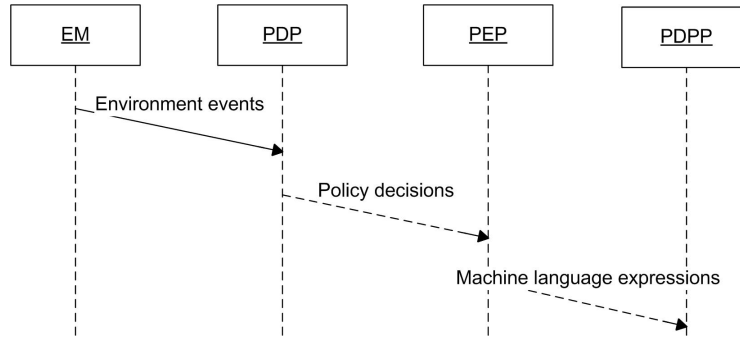 EM
PDP
PEP
PDPP
Environment events
Policy decisions
Machine language expressions